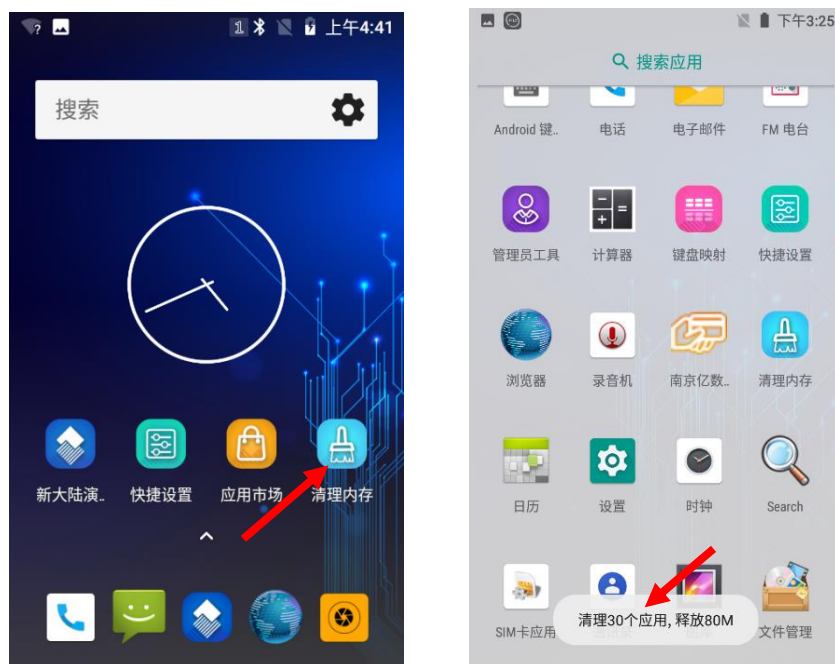 上午4:41
搜索
新大陆演..
快捷设置
应用市场
清理内存
下午3:25
搜索应用
Android 键..
电话
电子邮件
FM 电台
管理员工具
计算器
键盘映射
快捷设置
浏览器
录音机
南京亿数..
清理内存
日历
设置
时钟
Search
SIM卡应用
文件管理
清理30个应用, 释放80M